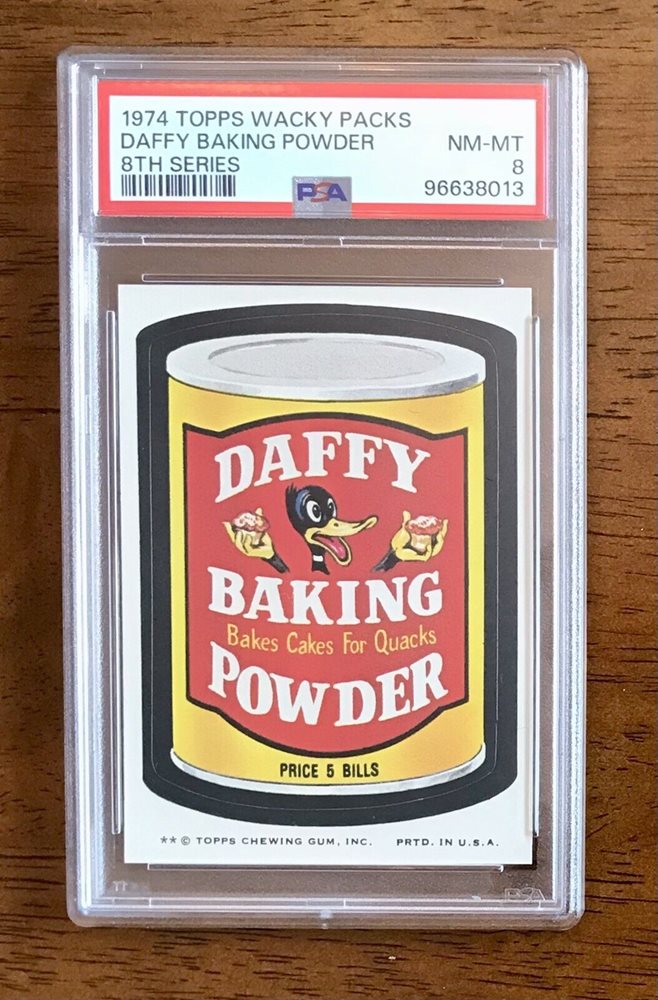 1974 TOPPS WACKY PACKS
DAFFY BAKING POWDER NM-MT
8TH SERIES 8
PSA 96638013
DAFFY
BAKING
Bakes Cakes For Quacks
POWDER
PRICE 5 BILLS
**© TOPPS CHEWING GUM, INC. PRTD. IN U.S.A.
PSA